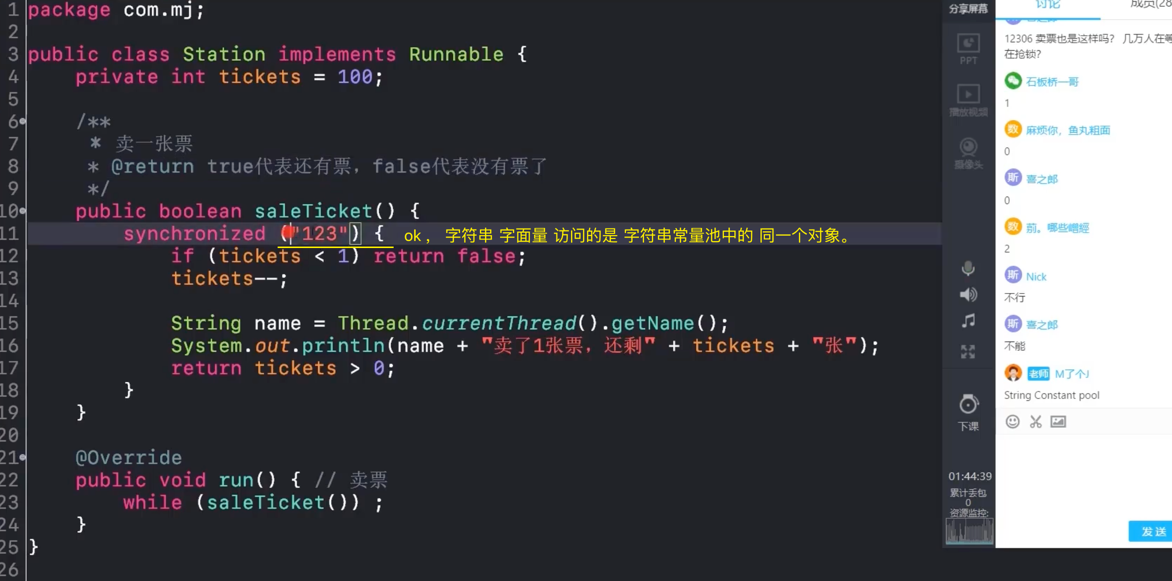 1 package com.mj;
2
3 public class Station implements Runnable {
4 private int tickets = 100;
5
6 /**
7 * 卖一张票
8 * @return true代表还有票，false代表没有票了
9 */
10 public boolean saleTicket() {
11 synchronized ("123") { ok， 字符串 字面量 访问的是 字符串常量池中的 同一个对象。
12 if (tickets < 1) return false;
13 tickets--;
14
15 String name = Thread.currentThread().getName();
16 System.out.println(name + "卖了1张票，还剩" + tickets + "张");
17 return tickets > 0;
18 }
19 }
20
21 @Override
22 public void run() { // 卖票
23 while (saleTicket()) ;
24 }
25 }
26
分享屏幕
PPT
播放视频
摄像头
下课
01:44:39
累计丢包
0
资源监控:
讨论
成员(28
12306 卖票也是这样吗？ 几万人在等
在抢锁?
石板桥一哥
1
数 麻烦你，鱼丸粗面
0
斯 喜之郎
0
数 前。哪些瞎經
2
斯 Nick
不行
斯 喜之郎
不能
老师 M了个J
String Constant pool
发送